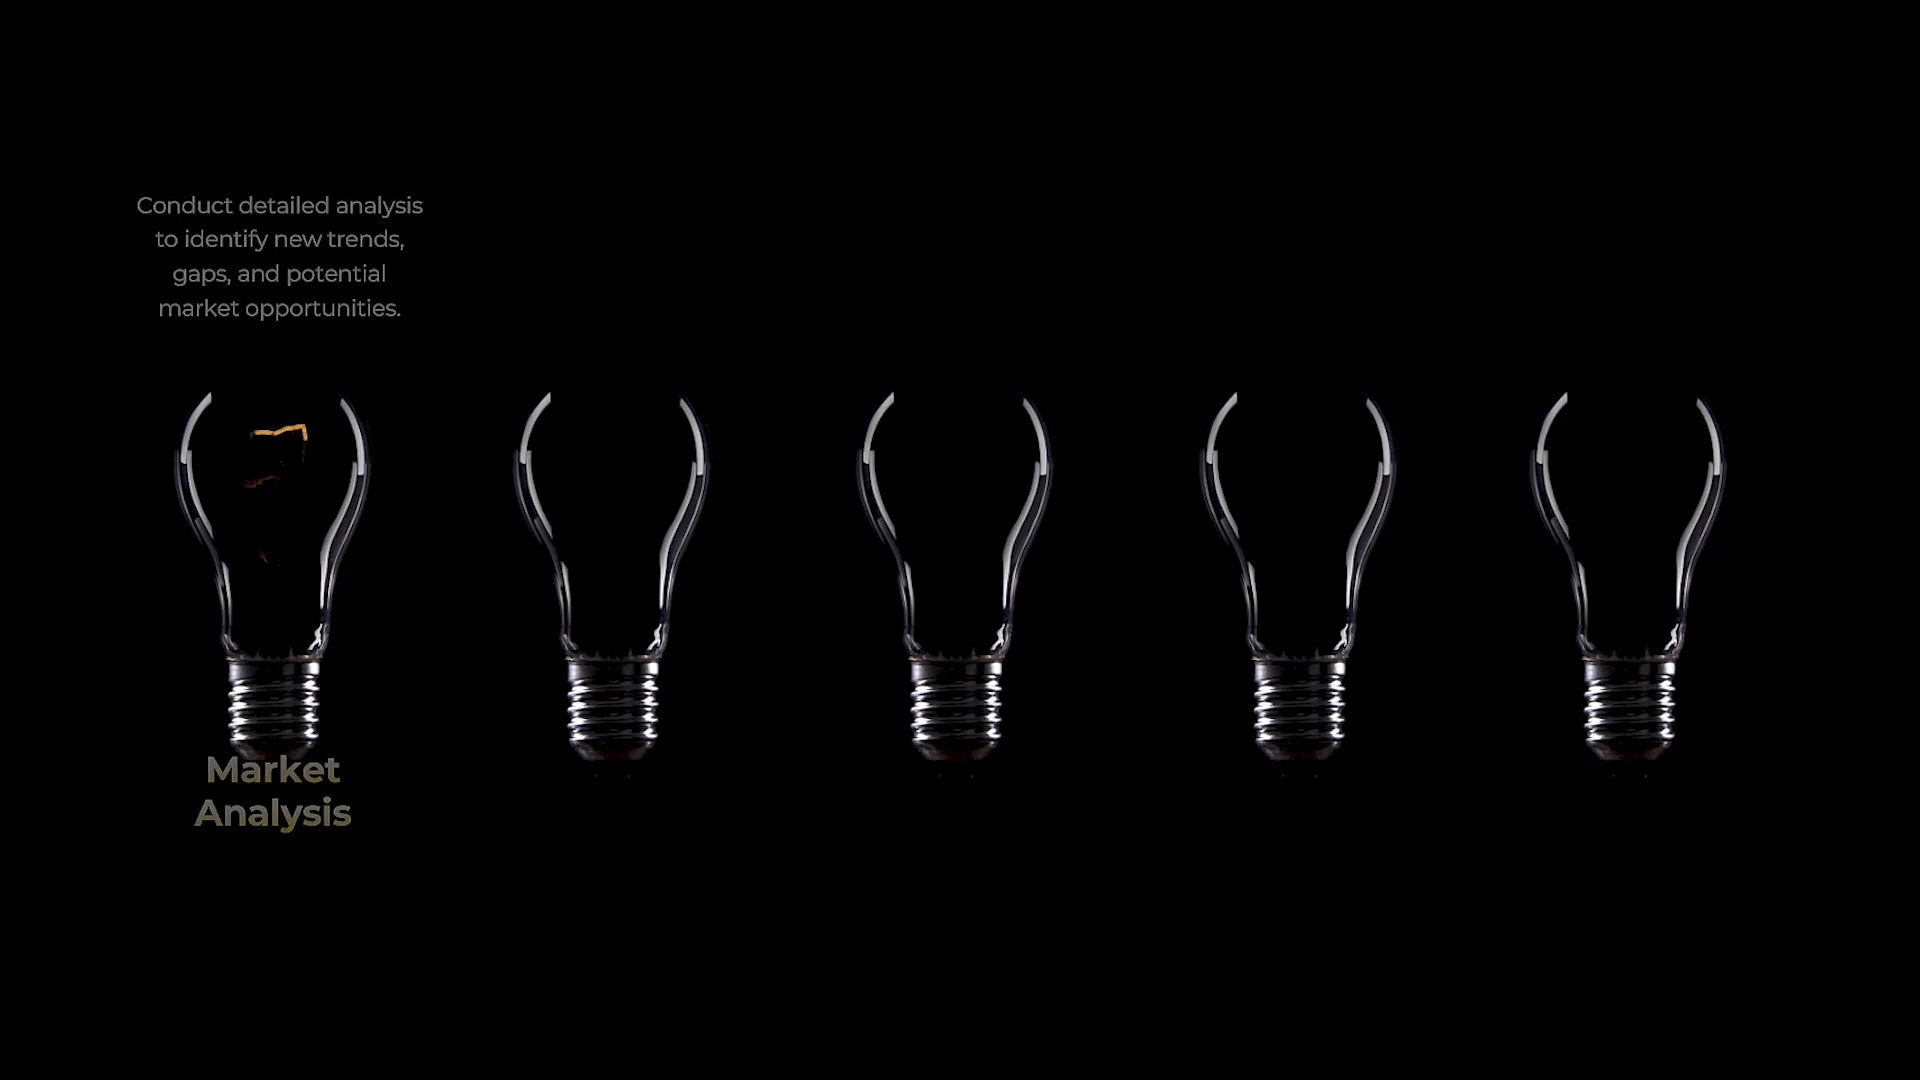 Conduct detailed analysis
to identify new trends,
gaps, and potential
market opportunities.
Market
Analysis